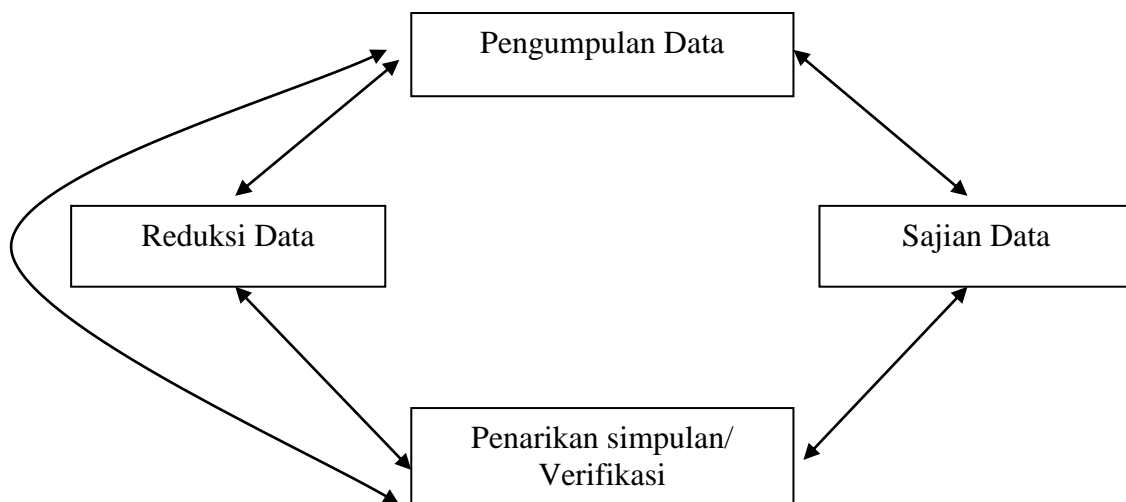 Pengumpulan Data
Reduksi Data
Sajian Data
Penarikan simpulan/
Verifikasi